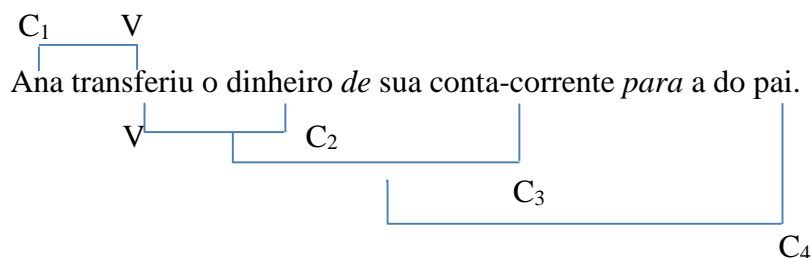 C₁ V
Ana transferiu o dinheiro de sua conta-corrente para a do pai.
V C₂
C₃
C₄